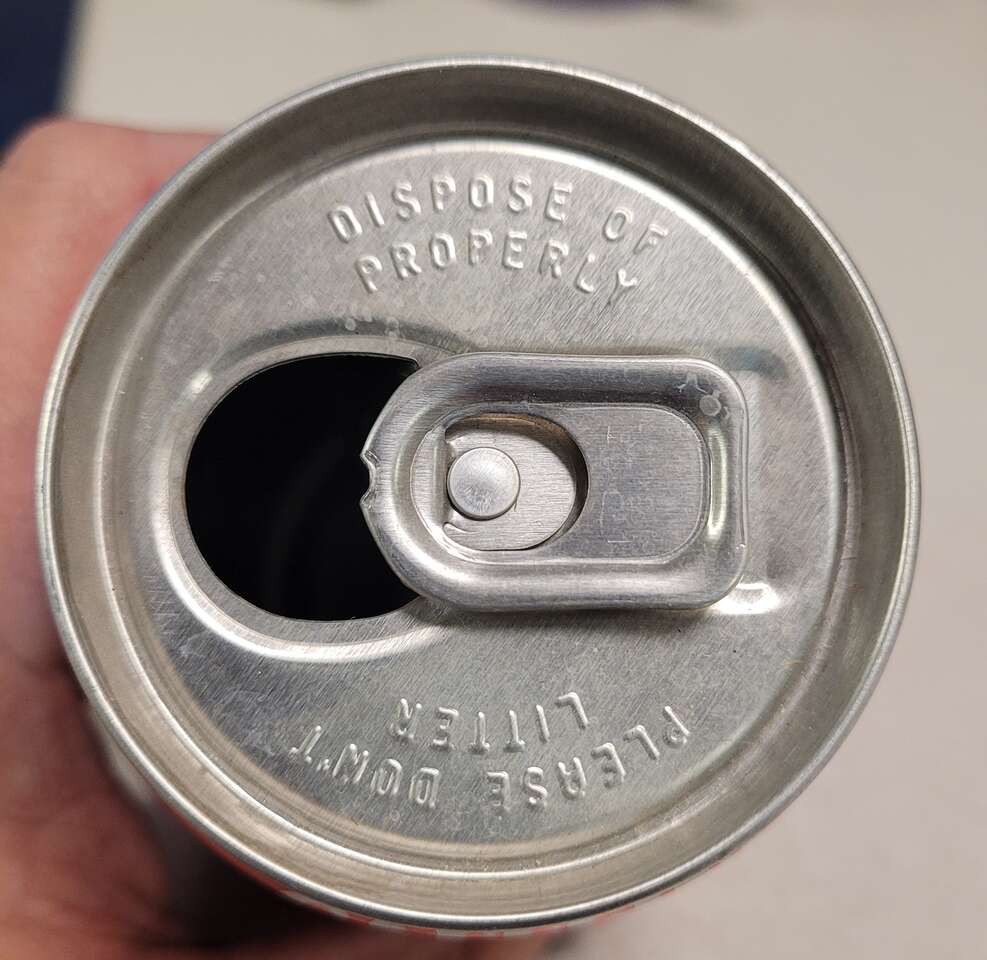 DISPOSE OF
PROPERLY
PLEASE DON'T
LITTER